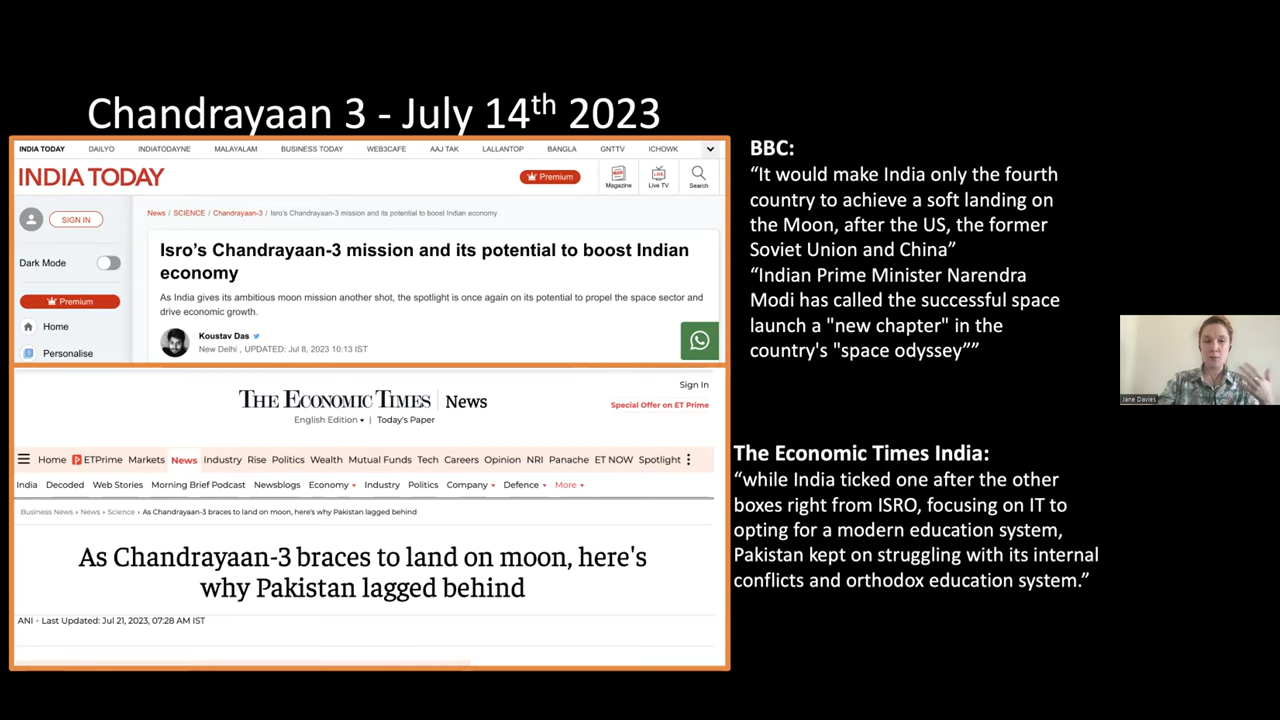 Chandrayaan 3 - July 14th 2023
INDIA TODAY DAILYO INDIATODAYNE MALAYALAM BUSINESS TODAY WEB3CAFE AAJ TAK LALLANTOP BANGLA GNTTV ICHOWK
INDIA TODAY
Premium
Magazine
LIVE
Live TV
Search
SIGN IN
News / SCIENCE / Chandrayaan-3 / Isro's Chandrayaan-3 mission and its potential to boost Indian economy
Dark Mode
Isro's Chandrayaan-3 mission and its potential to boost Indian
economy
As India gives its ambitious moon mission another shot, the spotlight is once again on its potential to propel the space sector and
drive economic growth.
Premium
Home
Personalise
Koustav Das
New Delhi , UPDATED: Jul 8, 2023 10:13 IST
THE ECONOMIC TIMES | News
Sign In
English Edition | Today's Paper
Special Offer on ET Prime
Home ETPrime Markets News Industry Rise Politics Wealth Mutual Funds Tech Careers Opinion NRI Panache ET NOW Spotlight
India Decoded Web Stories Morning Brief Podcast Newsblogs Economy Industry Politics Company Defence More
Business News › News › Science › As Chandrayaan-3 braces to land on moon, here's why Pakistan lagged behind
As Chandrayaan-3 braces to land on moon, here's
why Pakistan lagged behind
ANI • Last Updated: Jul 21, 2023, 07:28 AM IST
BBC:
“It would make India only the fourth
country to achieve a soft landing on
the Moon, after the US, the former
Soviet Union and China”
“Indian Prime Minister Narendra
Modi has called the successful space
launch a "new chapter" in the
country's "space odyssey””
The Economic Times India:
“while India ticked one after the other
boxes right from ISRO, focusing on IT to
opting for a modern education system,
Pakistan kept on struggling with its internal
conflicts and orthodox education system.”
Jane Davies